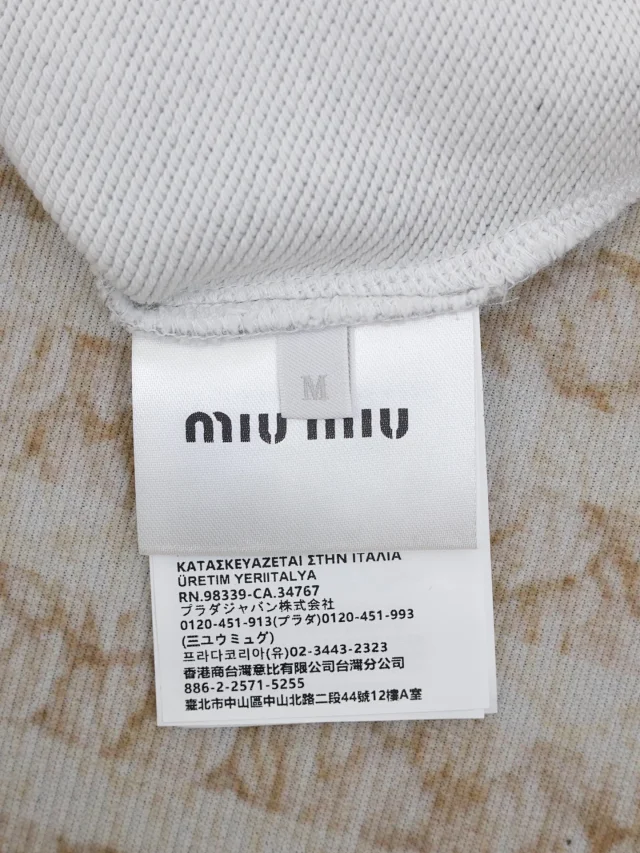 M
miu miu
ΚΑΤΑΣΚΕΥΑΖΕΤΑΙ ΣΤΗΝ ΙΤΑΛΙΑ
ÜRETIM YERIITALYA
RN.98339-CA.34767
プラダジャパン株式会社
0120-451-913(プラダ)0120-451-993
(ミユウミュグ)
프라다코리아(유)02-3443-2323
香港商台灣意比有限公司台灣分公司
886-2-2571-5255
臺北市中山區中山北路二段44號12樓A室